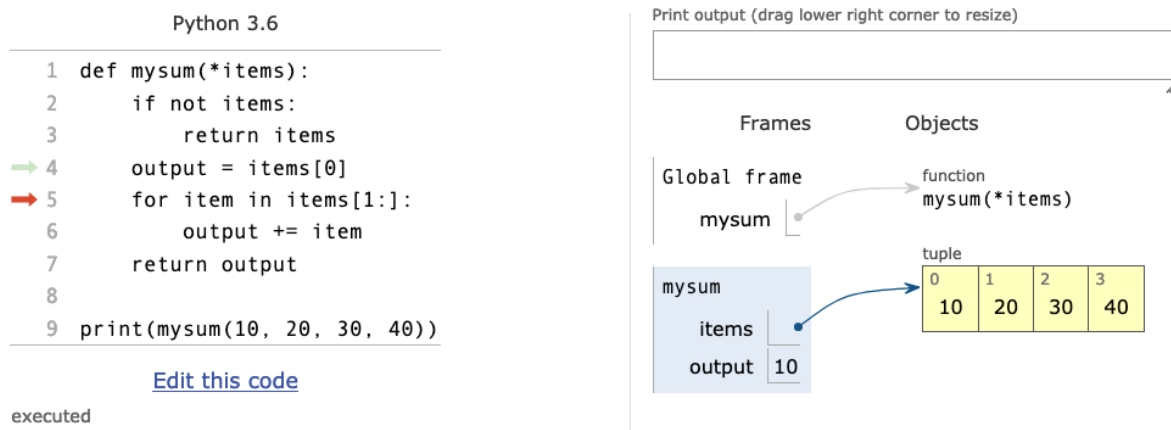 Python 3.6
1 def mysum(*items):
2     if not items:
3         return items
4     output = items[0]
5     for item in items[1:]:
6         output += item
7     return output
8
9 print(mysum(10, 20, 30, 40))
Edit this code
executed
Print output (drag lower right corner to resize)
Frames Objects
Global frame
mysum
function
mysum(*items)
mysum
items
output 10
tuple
0 1 2 3
10 20 30 40